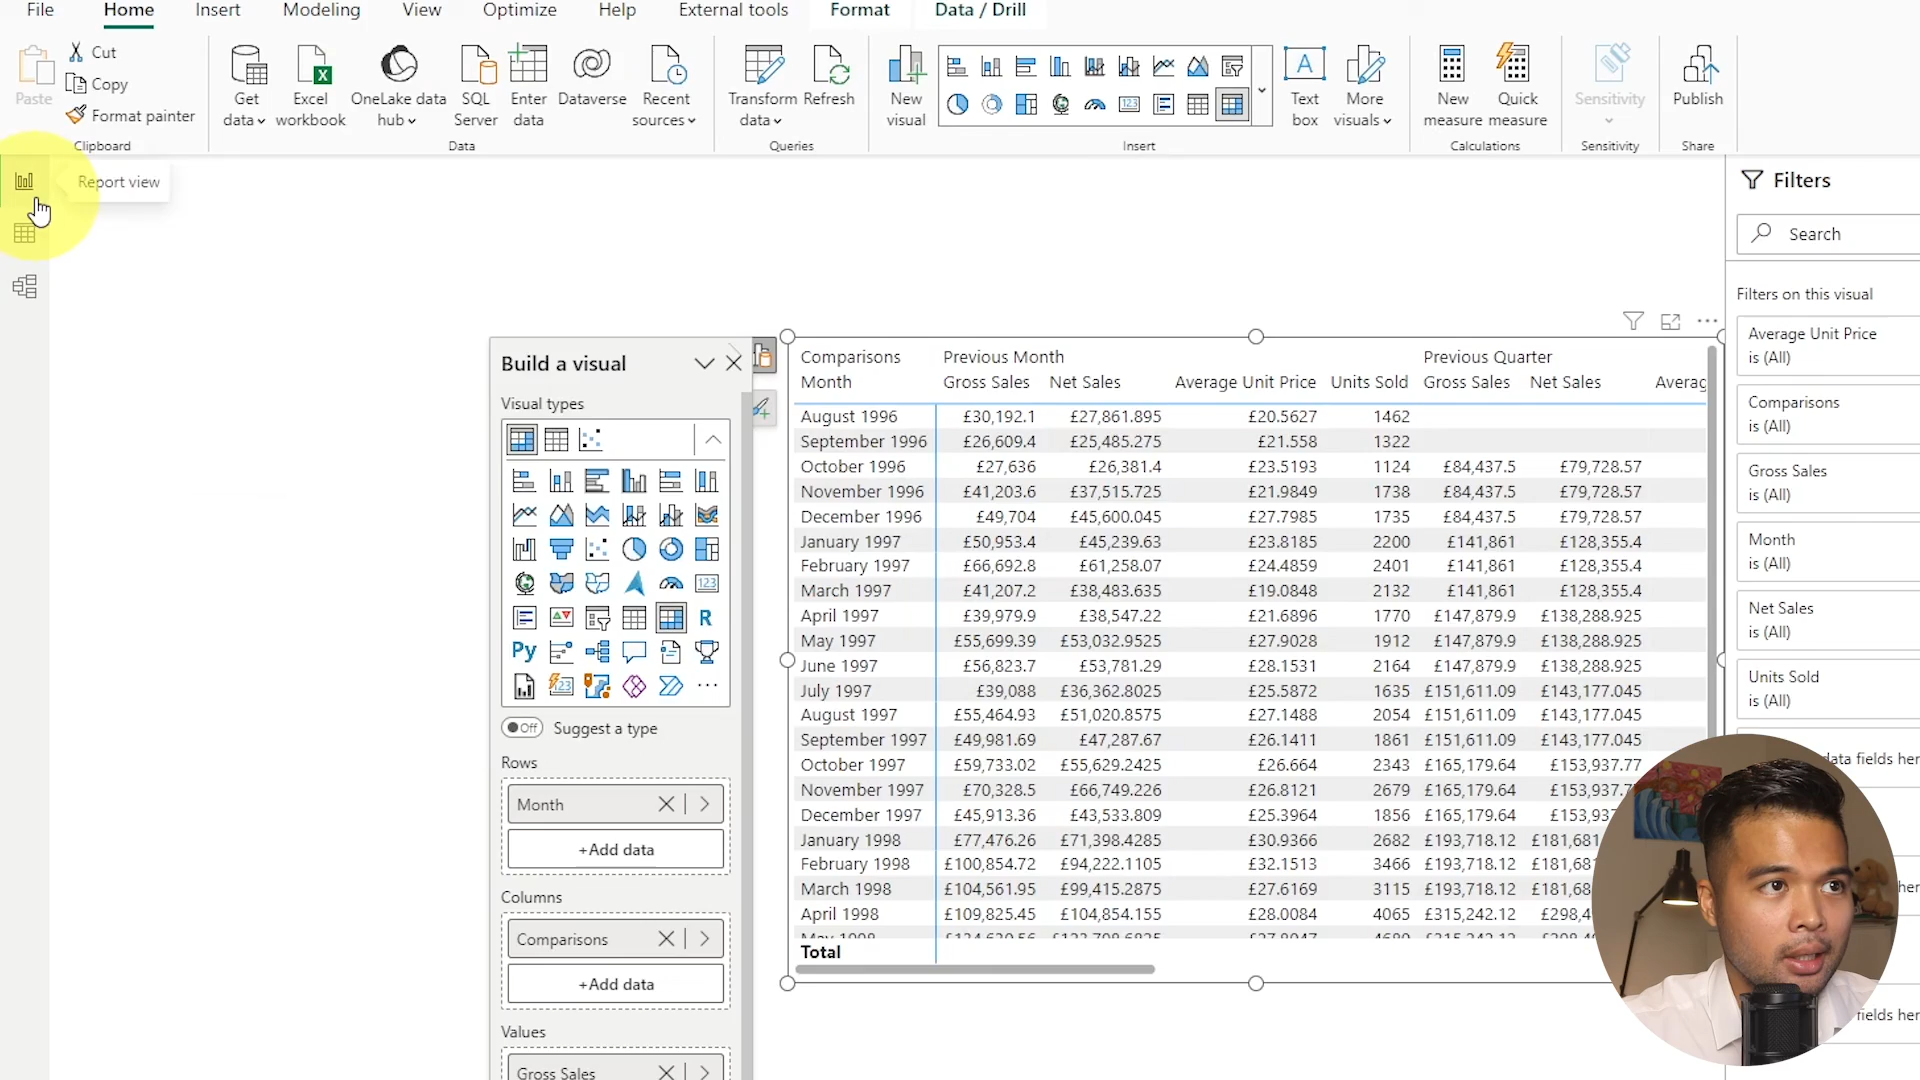 File Home Insert Modeling View Optimize Help External tools Format Data / Drill
Paste
Cut
Copy
Format painter
Clipboard
Get data
Excel workbook
OneLake data hub
SQL Server
Enter data
Dataverse
Recent sources
Data
Transform data
Refresh
Queries
New visual
Text box
More visuals
Insert
New measure
Quick measure
Calculations
Sensitivity
Sensitivity
Publish
Share
Report view
Build a visual
Visual types
Py
R
123
Off Suggest a type
Rows
Month
+Add data
Columns
Comparisons
+Add data
Values
Gross Sales
Comparisons Previous Month Previous Quarter
Month Gross Sales Net Sales Average Unit Price Units Sold Gross Sales Net Sales Averag
August 1996 £30,192.1 £27,861.895 £20.5627 1462
September 1996 £26,609.4 £25,485.275 £21.558 1322
October 1996 £27,636 £26,381.4 £23.5193 1124 £84,437.5 £79,728.57
November 1996 £41,203.6 £37,515.725 £21.9849 1738 £84,437.5 £79,728.57
December 1996 £49,704 £45,600.045 £27.7985 1735 £84,437.5 £79,728.57
January 1997 £50,953.4 £45,239.63 £23.8185 2200 £141,861 £128,355.4
February 1997 £66,692.8 £61,258.07 £24.4859 2401 £141,861 £128,355.4
March 1997 £41,207.2 £38,483.635 £19.0848 2132 £141,861 £128,355.4
April 1997 £39,979.9 £38,547.22 £21.6896 1770 £147,879.9 £138,288.925
May 1997 £55,699.39 £53,032.9525 £27.9028 1912 £147,879.9 £138,288.925
June 1997 £56,823.7 £53,781.29 £28.1531 2164 £147,879.9 £138,288.925
July 1997 £39,088 £36,362.8025 £25.5872 1635 £151,611.09 £143,177.045
August 1997 £55,464.93 £51,020.8575 £27.1488 2054 £151,611.09 £143,177.045
September 1997 £49,981.69 £47,287.67 £26.1411 1861 £151,611.09 £143,177.045
October 1997 £59,733.02 £55,629.2425 £26.664 2343 £165,179.64 £153,937.77
November 1997 £70,328.5 £66,749.226 £26.8121 2679 £165,179.64 £153,937.7
December 1997 £45,913.36 £43,533.809 £25.3964 1856 £165,179.64 £153,937
January 1998 £77,476.26 £71,398.4285 £30.9366 2682 £193,718.12 £181,681
February 1998 £100,854.72 £94,222.1105 £32.1513 3466 £193,718.12 £181,68
March 1998 £104,561.95 £99,415.2875 £27.6169 3115 £193,718.12 £181,68
April 1998 £109,825.45 £104,854.155 £28.0084 4065 £315,242.12 £298,4
Total
Filters
Search
Filters on this visual
Average Unit Price
is (All)
Comparisons
is (All)
Gross Sales
is (All)
Month
is (All)
Net Sales
is (All)
Units Sold
is (All)
data fields her
her
fields her